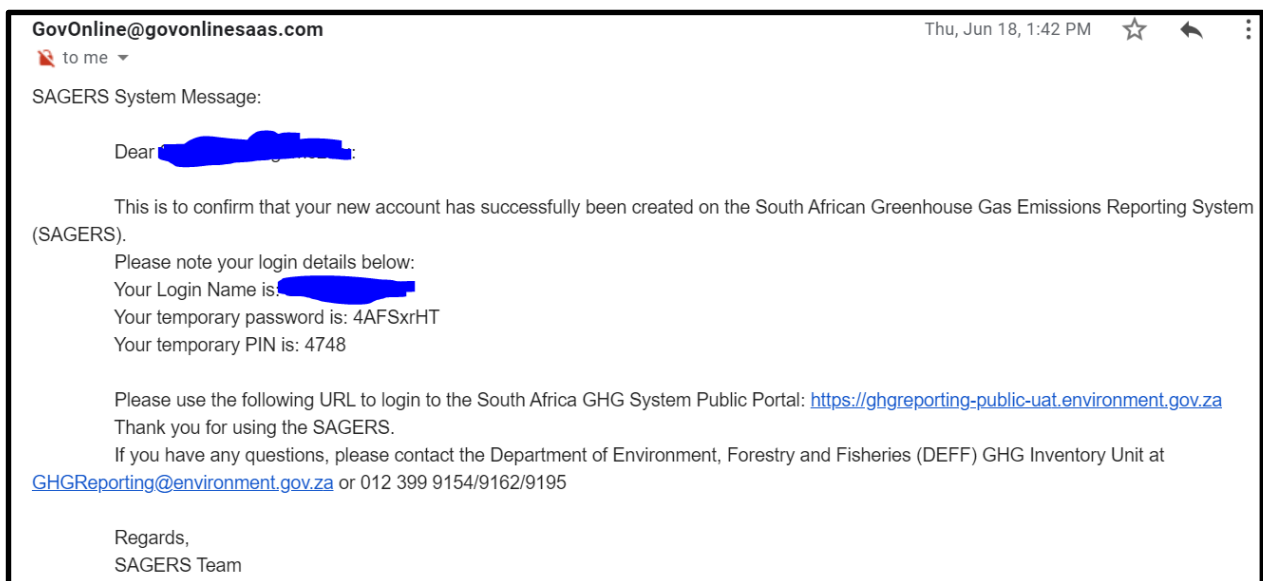 GovOnline@govonlinesaas.com
Thu, Jun 18, 1:42 PM
to me
SAGERS System Message:
Dear :
This is to confirm that your new account has successfully been created on the South African Greenhouse Gas Emissions Reporting System
(SAGERS).
Please note your login details below:
Your Login Name is:
Your temporary password is: 4AFSxrHT
Your temporary PIN is: 4748
Please use the following URL to login to the South Africa GHG System Public Portal: https://ghgreporting-public-uat.environment.gov.za
Thank you for using the SAGERS.
If you have any questions, please contact the Department of Environment, Forestry and Fisheries (DEFF) GHG Inventory Unit at
GHGReporting@environment.gov.za or 012 399 9154/9162/9195
Regards,
SAGERS Team